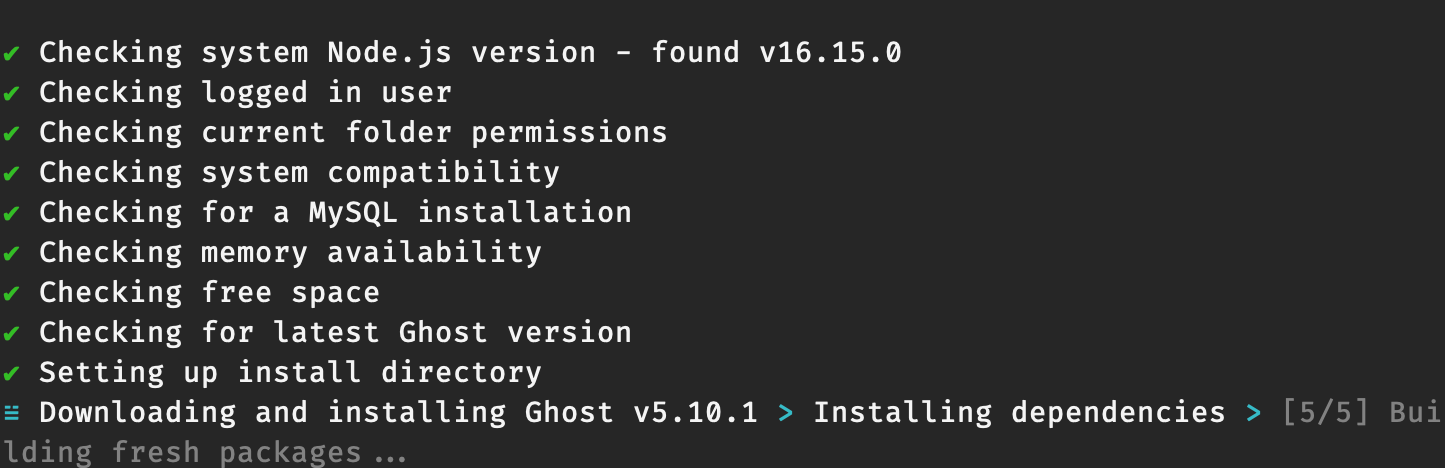 ✔ Checking system Node.js version - found v16.15.0
✔ Checking logged in user
✔ Checking current folder permissions
✔ Checking system compatibility
✔ Checking for a MySQL installation
✔ Checking memory availability
✔ Checking free space
✔ Checking for latest Ghost version
✔ Setting up install directory
≡ Downloading and installing Ghost v5.10.1 > Installing dependencies > [5/5] Bui
lding fresh packages...